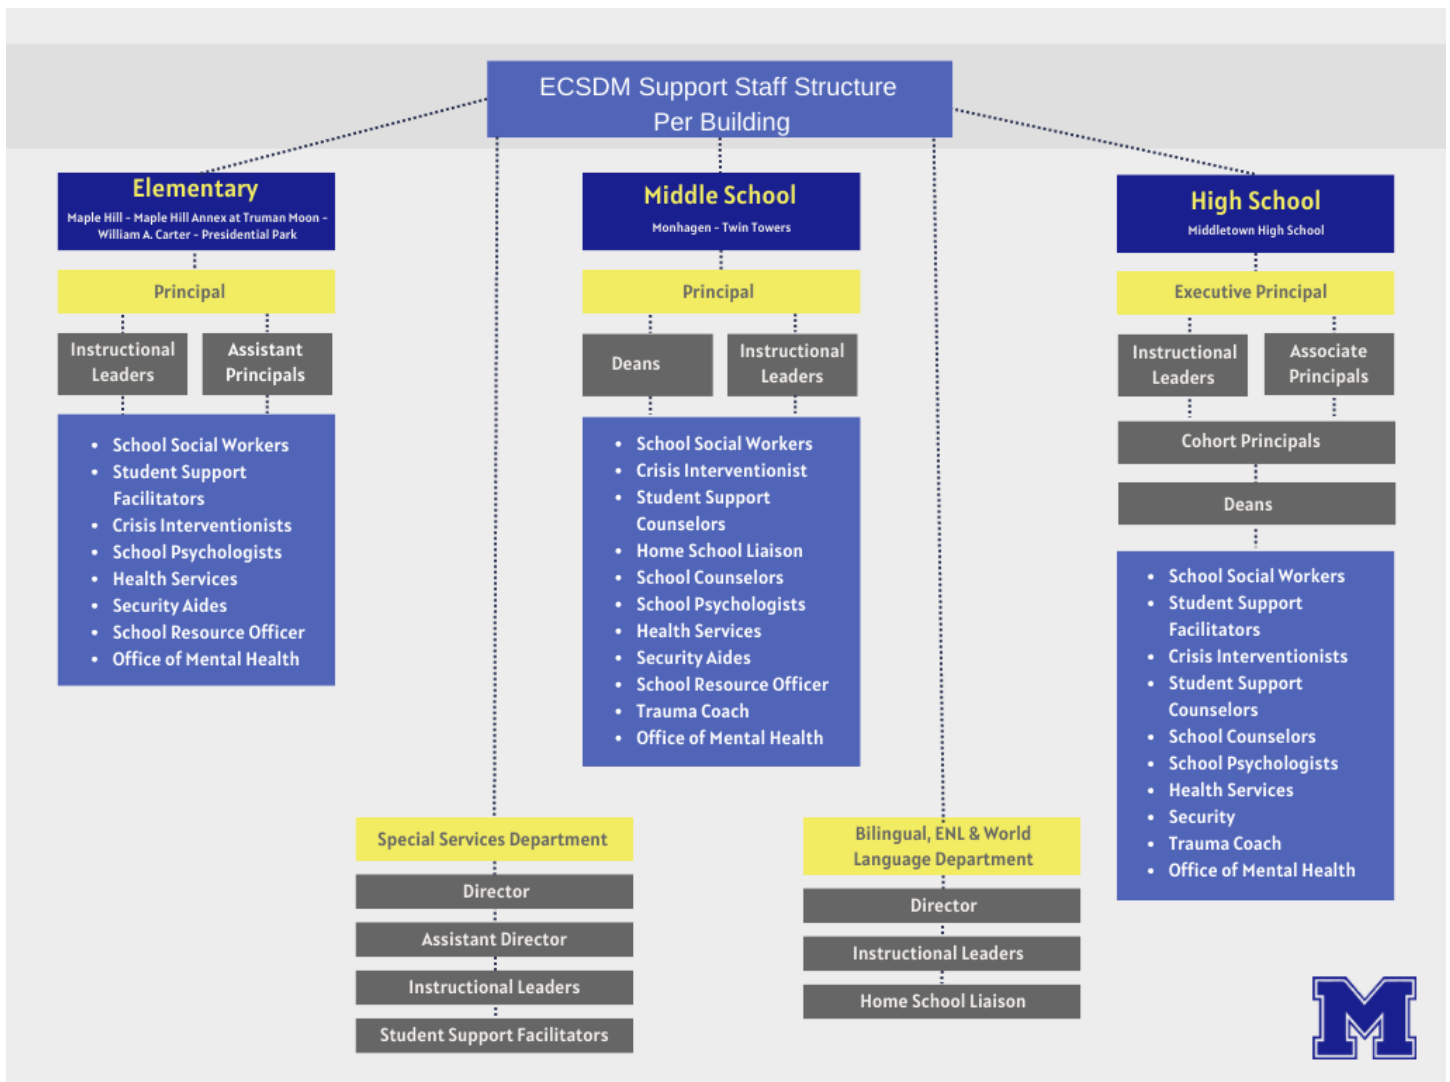 ECSDM Support Staff Structure
Per Building
Elementary
Maple Hill - Maple Hill Annex at Truman Moon -
William A. Carter - Presidential Park
Principal
Instructional
Leaders
Assistant
Principals
• School Social Workers
• Student Support
Facilitators
• Crisis Interventionists
• School Psychologists
• Health Services
• Security Aides
• School Resource Officer
• Office of Mental Health
Middle School
Monhagen - Twin Towers
Principal
Deans
Instructional
Leaders
• School Social Workers
• Crisis Interventionist
• Student Support
Counselors
• Home School Liaison
• School Counselors
• School Psychologists
• Health Services
• Security Aides
• School Resource Officer
• Trauma Coach
• Office of Mental Health
High School
Middletown High School
Executive Principal
Instructional
Leaders
Associate
Principals
Cohort Principals
Deans
• School Social Workers
• Student Support
Facilitators
• Crisis Interventionists
• Student Support
Counselors
• School Counselors
• School Psychologists
• Health Services
• Security
• Trauma Coach
• Office of Mental Health
Special Services Department
Director
Assistant Director
Instructional Leaders
Student Support Facilitators
Bilingual, ENL & World
Language Department
Director
Instructional Leaders
Home School Liaison
M